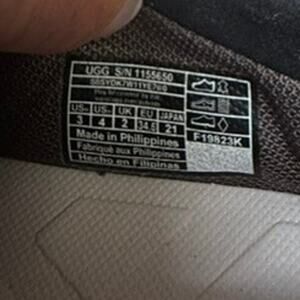 UGG S/N 1155650
US♂ US♀ UK EU JAPAN
3 4 2 34.5 21
F19823K
Made in Philippines
Fabriqué aux Philippines
Hecho en Filipinas